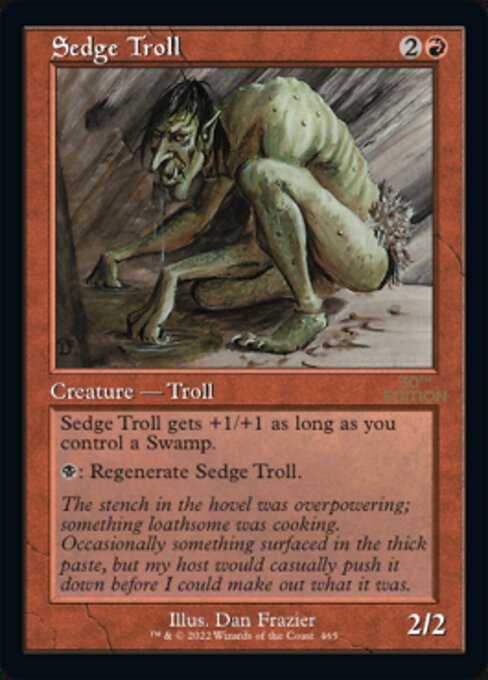 Sedge Troll 2
30TH
EDITION
Creature — Troll
Sedge Troll gets +1/+1 as long as you
control a Swamp.
: Regenerate Sedge Troll.
The stench in the hovel was overpowering;
something loathsome was cooking.
Occasionally something surfaced in the thick
paste, but my host would casually push it
down before I could make out what it was.
Illus. Dan Frazier
™ & © 2022 Wizards of the Coast 465
2/2